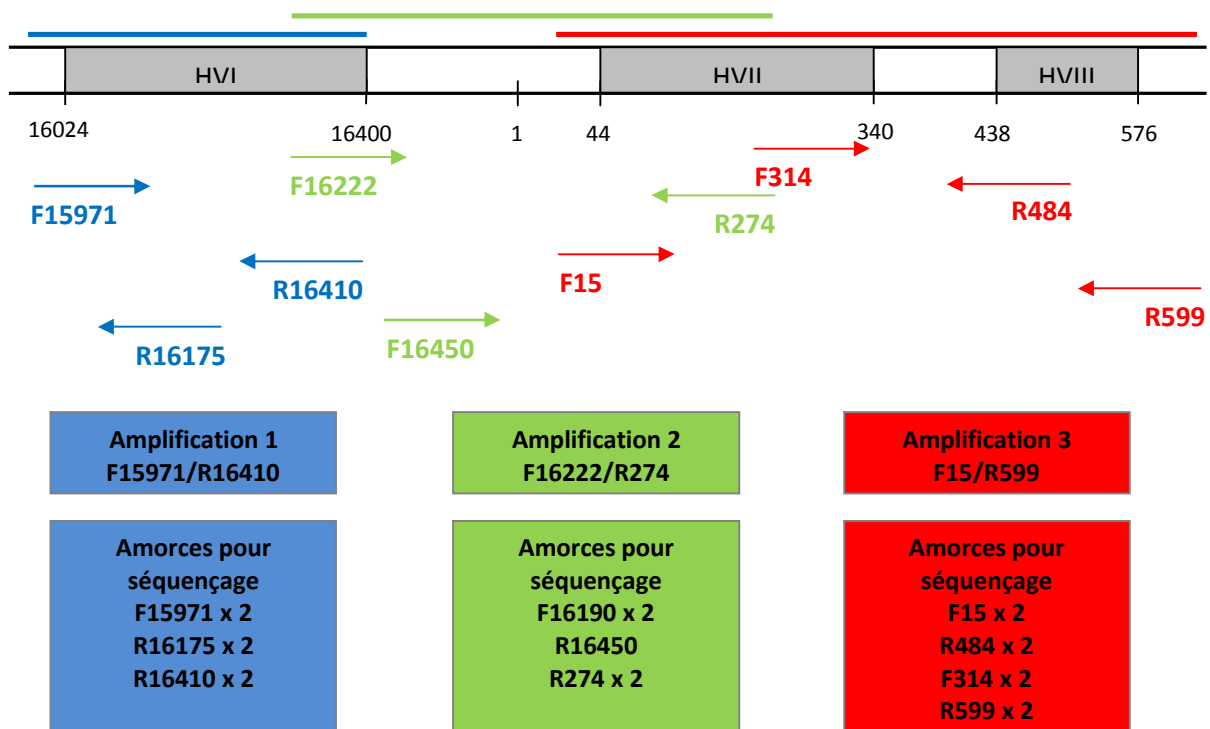 HVI HVII HVIII
16024 16400 1 44 340 438 576
F16222 F314
F15971 R274 R484
R16410 F15 R599
R16175 F16450
Amplification 1
F15971/R16410
Amplification 2
F16222/R274
Amplification 3
F15/R599
Amorces pour
séquençage
F15971 x 2
R16175 x 2
R16410 x 2
Amorces pour
séquençage
F16190 x 2
R16450
R274 x 2
Amorces pour
séquençage
F15 x 2
R484 x 2
F314 x 2
R599 x 2